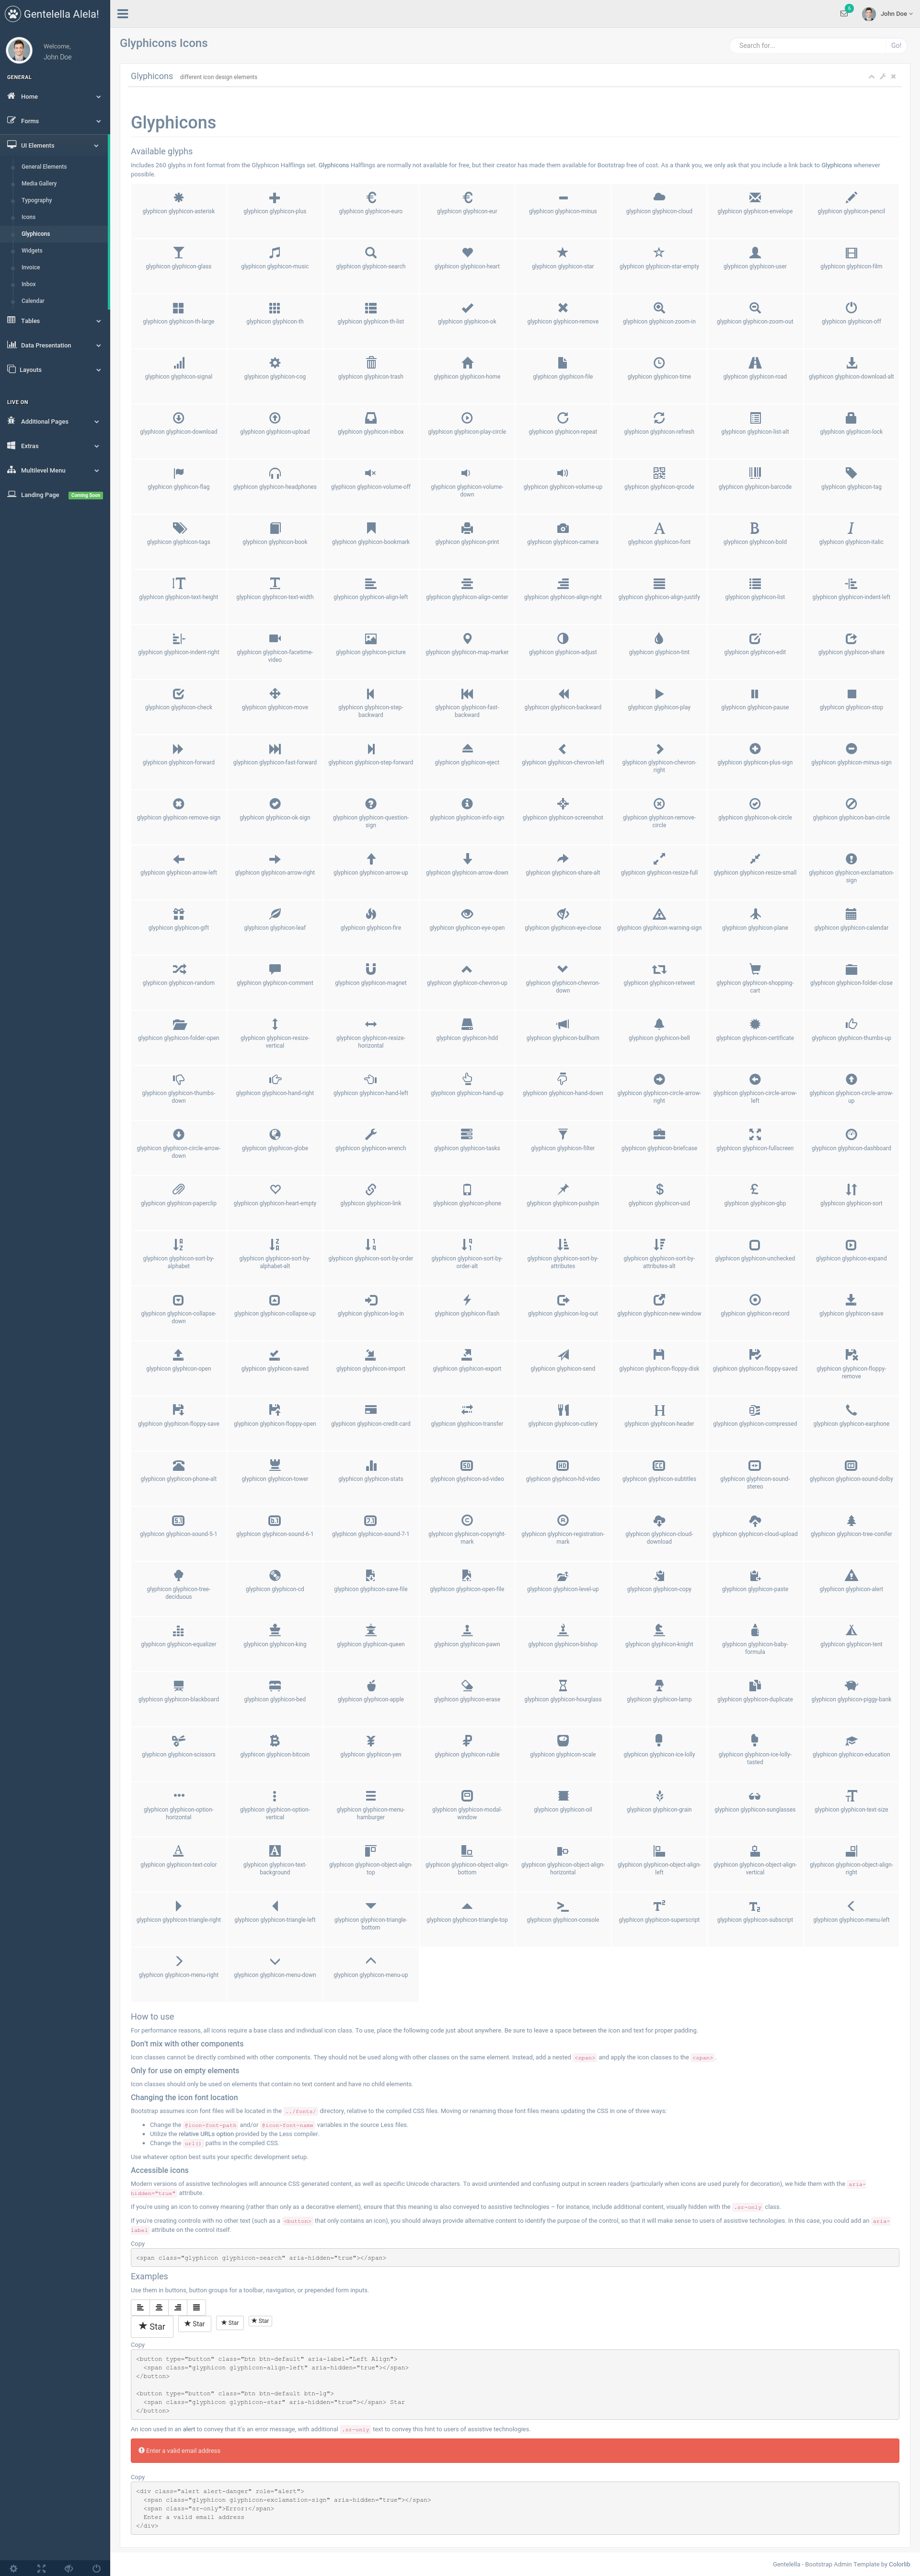 Gentelella Alela!
6
John Doe
Welcome,
John Doe
GENERAL
Home
Forms
UI Elements
General Elements
Media Gallery
Typography
Icons
Glyphicons
Widgets
Invoice
Inbox
Calendar
Tables
Data Presentation
Layouts
LIVE ON
Additional Pages
Extras
Multilevel Menu
Landing Page Coming Soon
Glyphicons Icons
Search for... Go!
Glyphicons different icon design elements
Glyphicons
Available glyphs
Includes 260 glyphs in font format from the Glyphicon Halflings set. Glyphicons Halflings are normally not available for free, but their creator has made them available for Bootstrap free of cost. As a thank you, we only ask that you include a link back to Glyphicons whenever
possible.
glyphicon glyphicon-asterisk glyphicon glyphicon-plus glyphicon glyphicon-euro glyphicon glyphicon-eur glyphicon glyphicon-minus glyphicon glyphicon-cloud glyphicon glyphicon-envelope glyphicon glyphicon-pencil
glyphicon glyphicon-glass glyphicon glyphicon-music glyphicon glyphicon-search glyphicon glyphicon-heart glyphicon glyphicon-star glyphicon glyphicon-star-empty glyphicon glyphicon-user glyphicon glyphicon-film
glyphicon glyphicon-th-large glyphicon glyphicon-th glyphicon glyphicon-th-list glyphicon glyphicon-ok glyphicon glyphicon-remove glyphicon glyphicon-zoom-in glyphicon glyphicon-zoom-out glyphicon glyphicon-off
glyphicon glyphicon-signal glyphicon glyphicon-cog glyphicon glyphicon-trash glyphicon glyphicon-home glyphicon glyphicon-file glyphicon glyphicon-time glyphicon glyphicon-road glyphicon glyphicon-download-alt
glyphicon glyphicon-download glyphicon glyphicon-upload glyphicon glyphicon-inbox glyphicon glyphicon-play-circle glyphicon glyphicon-repeat glyphicon glyphicon-refresh glyphicon glyphicon-list-alt glyphicon glyphicon-lock
glyphicon glyphicon-flag glyphicon glyphicon-headphones glyphicon glyphicon-volume-off glyphicon glyphicon-volume-down glyphicon glyphicon-volume-up glyphicon glyphicon-qrcode glyphicon glyphicon-barcode glyphicon glyphicon-tag
glyphicon glyphicon-tags glyphicon glyphicon-book glyphicon glyphicon-bookmark glyphicon glyphicon-print glyphicon glyphicon-camera glyphicon glyphicon-font glyphicon glyphicon-bold glyphicon glyphicon-italic
glyphicon glyphicon-text-height glyphicon glyphicon-text-width glyphicon glyphicon-align-left glyphicon glyphicon-align-center glyphicon glyphicon-align-right glyphicon glyphicon-align-justify glyphicon glyphicon-list glyphicon glyphicon-indent-left
glyphicon glyphicon-indent-right glyphicon glyphicon-facetime-video glyphicon glyphicon-picture glyphicon glyphicon-map-marker glyphicon glyphicon-adjust glyphicon glyphicon-tint glyphicon glyphicon-edit glyphicon glyphicon-share
glyphicon glyphicon-check glyphicon glyphicon-move glyphicon glyphicon-step-backward glyphicon glyphicon-fast-backward glyphicon glyphicon-backward glyphicon glyphicon-play glyphicon glyphicon-pause glyphicon glyphicon-stop
glyphicon glyphicon-forward glyphicon glyphicon-fast-forward glyphicon glyphicon-step-forward glyphicon glyphicon-eject glyphicon glyphicon-chevron-left glyphicon glyphicon-chevron-right glyphicon glyphicon-plus-sign glyphicon glyphicon-minus-sign
glyphicon glyphicon-remove-sign glyphicon glyphicon-ok-sign glyphicon glyphicon-question-sign glyphicon glyphicon-info-sign glyphicon glyphicon-screenshot glyphicon glyphicon-remove-circle glyphicon glyphicon-ok-circle glyphicon glyphicon-ban-circle
glyphicon glyphicon-arrow-left glyphicon glyphicon-arrow-right glyphicon glyphicon-arrow-up glyphicon glyphicon-arrow-down glyphicon glyphicon-share-alt glyphicon glyphicon-resize-full glyphicon glyphicon-resize-small glyphicon glyphicon-exclamation-sign
glyphicon glyphicon-gift glyphicon glyphicon-leaf glyphicon glyphicon-fire glyphicon glyphicon-eye-open glyphicon glyphicon-eye-close glyphicon glyphicon-warning-sign glyphicon glyphicon-plane glyphicon glyphicon-calendar
glyphicon glyphicon-random glyphicon glyphicon-comment glyphicon glyphicon-magnet glyphicon glyphicon-chevron-up glyphicon glyphicon-chevron-down glyphicon glyphicon-retweet glyphicon glyphicon-shopping-cart glyphicon glyphicon-folder-close
glyphicon glyphicon-folder-open glyphicon glyphicon-resize-vertical glyphicon glyphicon-resize-horizontal glyphicon glyphicon-hdd glyphicon glyphicon-bullhorn glyphicon glyphicon-bell glyphicon glyphicon-certificate glyphicon glyphicon-thumbs-up
glyphicon glyphicon-thumbs-down glyphicon glyphicon-hand-right glyphicon glyphicon-hand-left glyphicon glyphicon-hand-up glyphicon glyphicon-hand-down glyphicon glyphicon-circle-arrow-right glyphicon glyphicon-circle-arrow-left glyphicon glyphicon-circle-arrow-up
glyphicon glyphicon-circle-arrow-down glyphicon glyphicon-globe glyphicon glyphicon-wrench glyphicon glyphicon-tasks glyphicon glyphicon-filter glyphicon glyphicon-briefcase glyphicon glyphicon-fullscreen glyphicon glyphicon-dashboard
glyphicon glyphicon-paperclip glyphicon glyphicon-heart-empty glyphicon glyphicon-link glyphicon glyphicon-phone glyphicon glyphicon-pushpin glyphicon glyphicon-usd glyphicon glyphicon-gbp glyphicon glyphicon-sort
glyphicon glyphicon-sort-by-alphabet glyphicon glyphicon-sort-by-alphabet-alt glyphicon glyphicon-sort-by-order glyphicon glyphicon-sort-by-order-alt glyphicon glyphicon-sort-by-attributes glyphicon glyphicon-sort-by-attributes-alt glyphicon glyphicon-unchecked glyphicon glyphicon-expand
glyphicon glyphicon-collapse-down glyphicon glyphicon-collapse-up glyphicon glyphicon-log-in glyphicon glyphicon-flash glyphicon glyphicon-log-out glyphicon glyphicon-new-window glyphicon glyphicon-record glyphicon glyphicon-save
glyphicon glyphicon-open glyphicon glyphicon-saved glyphicon glyphicon-import glyphicon glyphicon-export glyphicon glyphicon-send glyphicon glyphicon-floppy-disk glyphicon glyphicon-floppy-saved glyphicon glyphicon-floppy-remove
glyphicon glyphicon-floppy-save glyphicon glyphicon-floppy-open glyphicon glyphicon-credit-card glyphicon glyphicon-transfer glyphicon glyphicon-cutlery glyphicon glyphicon-header glyphicon glyphicon-compressed glyphicon glyphicon-earphone
glyphicon glyphicon-phone-alt glyphicon glyphicon-tower glyphicon glyphicon-stats glyphicon glyphicon-sd-video glyphicon glyphicon-hd-video glyphicon glyphicon-subtitles glyphicon glyphicon-sound-stereo glyphicon glyphicon-sound-dolby
glyphicon glyphicon-sound-5-1 glyphicon glyphicon-sound-6-1 glyphicon glyphicon-sound-7-1 glyphicon glyphicon-copyright-mark glyphicon glyphicon-registration-mark glyphicon glyphicon-cloud-download glyphicon glyphicon-cloud-upload glyphicon glyphicon-tree-conifer
glyphicon glyphicon-tree-deciduous glyphicon glyphicon-cd glyphicon glyphicon-save-file glyphicon glyphicon-open-file glyphicon glyphicon-level-up glyphicon glyphicon-copy glyphicon glyphicon-paste glyphicon glyphicon-alert
glyphicon glyphicon-equalizer glyphicon glyphicon-king glyphicon glyphicon-queen glyphicon glyphicon-pawn glyphicon glyphicon-bishop glyphicon glyphicon-knight glyphicon glyphicon-baby-formula glyphicon glyphicon-tent
glyphicon glyphicon-blackboard glyphicon glyphicon-bed glyphicon glyphicon-apple glyphicon glyphicon-erase glyphicon glyphicon-hourglass glyphicon glyphicon-lamp glyphicon glyphicon-duplicate glyphicon glyphicon-piggy-bank
glyphicon glyphicon-scissors glyphicon glyphicon-bitcoin glyphicon glyphicon-yen glyphicon glyphicon-ruble glyphicon glyphicon-scale glyphicon glyphicon-ice-lolly glyphicon glyphicon-ice-lolly-tasted glyphicon glyphicon-education
glyphicon glyphicon-option-horizontal glyphicon glyphicon-option-vertical glyphicon glyphicon-menu-hamburger glyphicon glyphicon-modal-window glyphicon glyphicon-oil glyphicon glyphicon-grain glyphicon glyphicon-sunglasses glyphicon glyphicon-text-size
glyphicon glyphicon-text-color glyphicon glyphicon-text-background glyphicon glyphicon-object-align-top glyphicon glyphicon-object-align-bottom glyphicon glyphicon-object-align-horizontal glyphicon glyphicon-object-align-left glyphicon glyphicon-object-align-vertical glyphicon glyphicon-object-align-right
glyphicon glyphicon-triangle-right glyphicon glyphicon-triangle-left glyphicon glyphicon-triangle-bottom glyphicon glyphicon-triangle-top glyphicon glyphicon-console glyphicon glyphicon-superscript glyphicon glyphicon-subscript glyphicon glyphicon-menu-left
glyphicon glyphicon-menu-right glyphicon glyphicon-menu-down glyphicon glyphicon-menu-up
How to use
For performance reasons, all icons require a base class and individual icon class. To use, place the following code just about anywhere. Be sure to leave a space between the icon and text for proper padding.
Don't mix with other components
Icon classes cannot be directly combined with other components. They should not be used along with other classes on the same element. Instead, add a nested <span> and apply the icon classes to the <span>.
Only for use on empty elements
Icon classes should only be used on elements that contain no text content and have no child elements.
Changing the icon font location
Bootstrap assumes icon font files will be located in the ../fonts/ directory, relative to the compiled CSS files. Moving or renaming those font files means updating the CSS in one of three ways:
• Change the @icon-font-path and/or @icon-font-name variables in the source Less files.
• Utilize the relative URLs option provided by the Less compiler.
• Change the url() paths in the compiled CSS.
Use whatever option best suits your specific development setup.
Accessible icons
Modern versions of assistive technologies will announce CSS generated content, as well as specific Unicode characters. To avoid unintended and confusing output in screen readers (particularly when icons are used purely for decoration), we hide them with the aria-
hidden="true" attribute.
If you're using an icon to convey meaning (rather than only as a decorative element), ensure that this meaning is also conveyed to assistive technologies – for instance, include additional content, visually hidden with the .sr-only class.
If you're creating controls with no other text (such as a <button> that only contains an icon), you should always provide alternative content to identify the purpose of the control, so that it will make sense to users of assistive technologies. In this case, you could add an aria-
label attribute on the control itself.
Copy
<span class="glyphicon glyphicon-search" aria-hidden="true"></span>
Examples
Use them in buttons, button groups for a toolbar, navigation, or prepended form inputs.
Star Star Star Star
Copy
<button type="button" class="btn btn-default" aria-label="Left Align">
<span class="glyphicon glyphicon-align-left" aria-hidden="true"></span>
</button>
<button type="button" class="btn btn-default btn-lg">
<span class="glyphicon glyphicon-star" aria-hidden="true"></span> Star
</button>
An icon used in an alert to convey that it's an error message, with additional .sr-only text to convey this hint to users of assistive technologies.
Enter a valid email address
Copy
<div class="alert alert-danger" role="alert">
<span class="glyphicon glyphicon-exclamation-sign" aria-hidden="true"></span>
<span class="sr-only">Error:</span>
Enter a valid email address
</div>
Gentelella - Bootstrap Admin Template by Colorlib